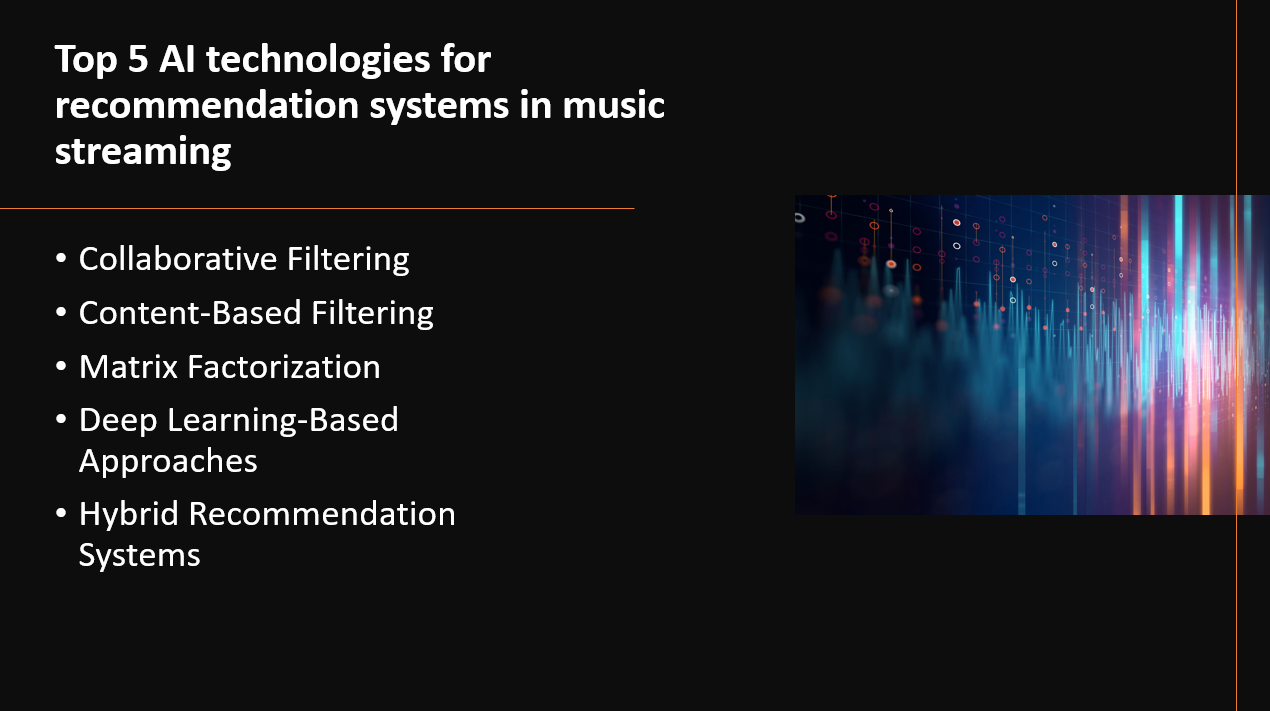 Top 5 AI technologies for
recommendation systems in music
streaming
• Collaborative Filtering
• Content-Based Filtering
• Matrix Factorization
• Deep Learning-Based
Approaches
• Hybrid Recommendation
Systems